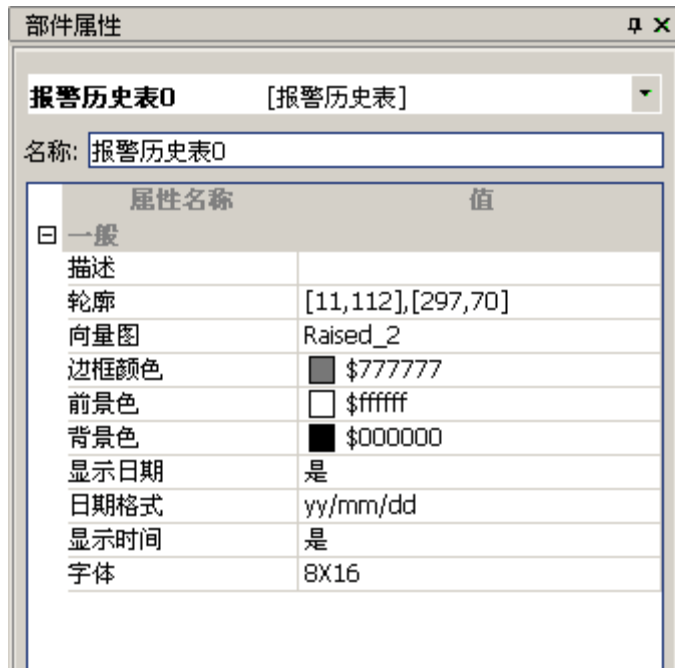 部件属性
报警历史表0 [报警历史表]
名称: 报警历史表0
属性名称 值
一般
描述
轮廓 [11,112],[297,70]
向量图 Raised_2
边框颜色 $777777
前景色 $ffffff
背景色 $000000
显示日期 是
日期格式 yy/mm/dd
显示时间 是
字体 8X16